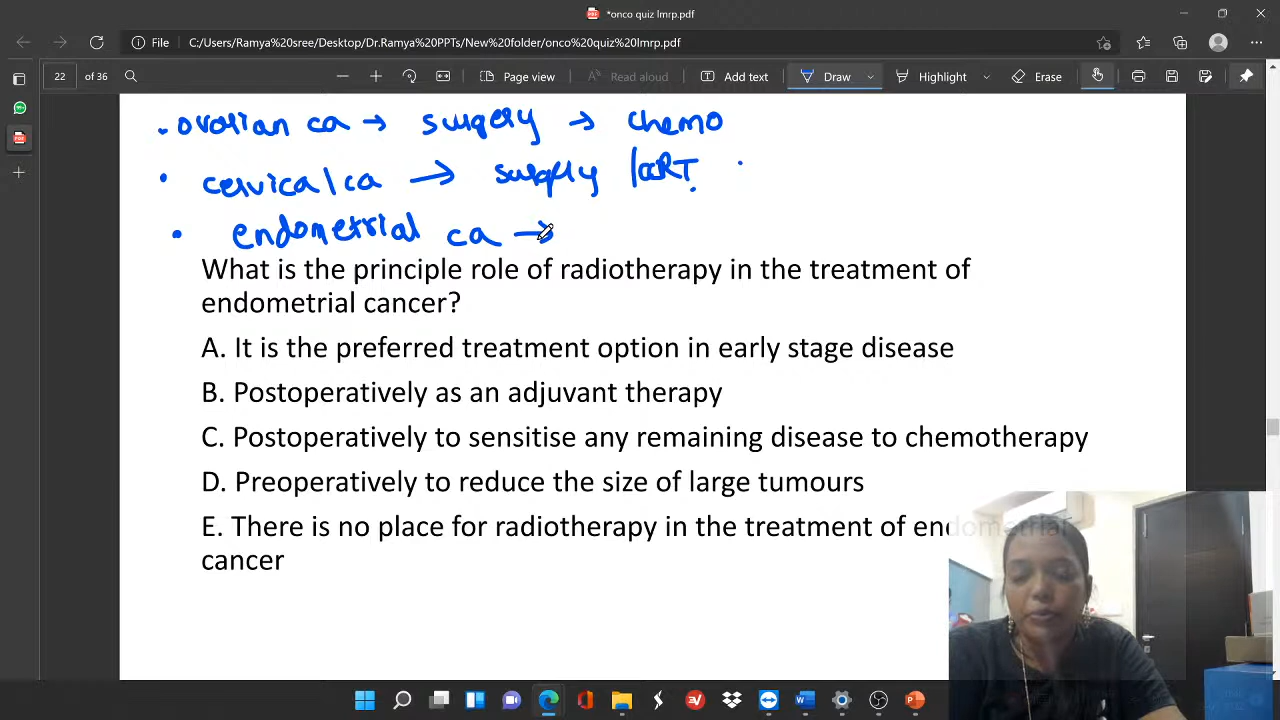 *onco quiz lmrp.pdf
File C:/Users/Ramya%20sree/Desktop/Dr.Ramya%20PPTs/New%20folder/onco%20quiz%20lmrp.pdf
22 of 36 Page view Read aloud Add text Draw Highlight Erase
. ovarian ca → surgery → chemo
• cervical ca → surgery /ccRT.
• endometrial ca →
What is the principle role of radiotherapy in the treatment of
endometrial cancer?
A. It is the preferred treatment option in early stage disease
B. Postoperatively as an adjuvant therapy
C. Postoperatively to sensitise any remaining disease to chemotherapy
D. Preoperatively to reduce the size of large tumours
E. There is no place for radiotherapy in the treatment of endometrial
cancer